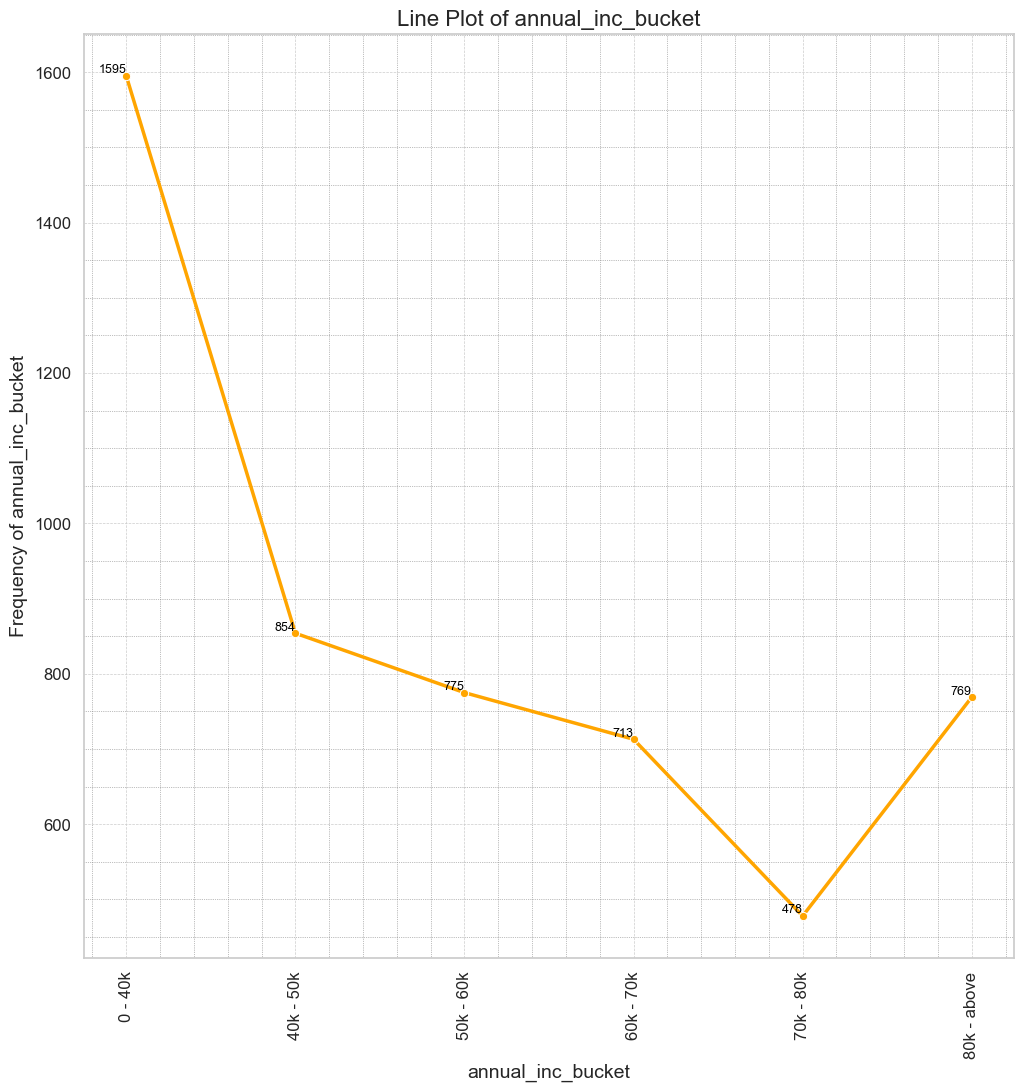 Line Plot of annual_inc_bucket
1600
1400
1200
1000
800
600
Frequency of annual_inc_bucket
1595
854
775
713
478
769
0 - 40k
40k - 50k
50k - 60k
60k - 70k
70k - 80k
80k - above
annual_inc_bucket